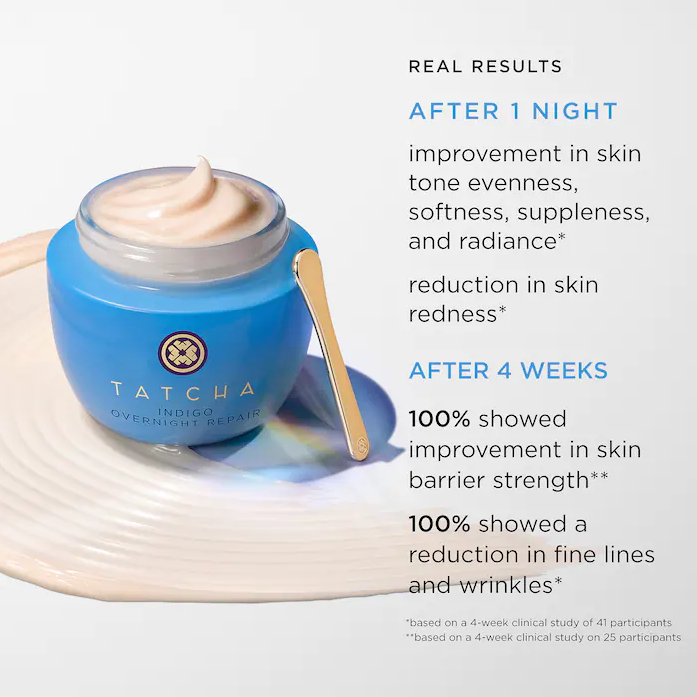 REAL RESULTS
AFTER 1 NIGHT
improvement in skin
tone evenness,
softness, suppleness,
and radiance*
reduction in skin
redness*
AFTER 4 WEEKS
100% showed
improvement in skin
barrier strength**
100% showed a
reduction in fine lines
and wrinkles*
*based on a 4-week clinical study of 41 participants
**based on a 4-week clinical study on 25 participants
TATCHA
INDIGO
OVERNIGHT REPAIR